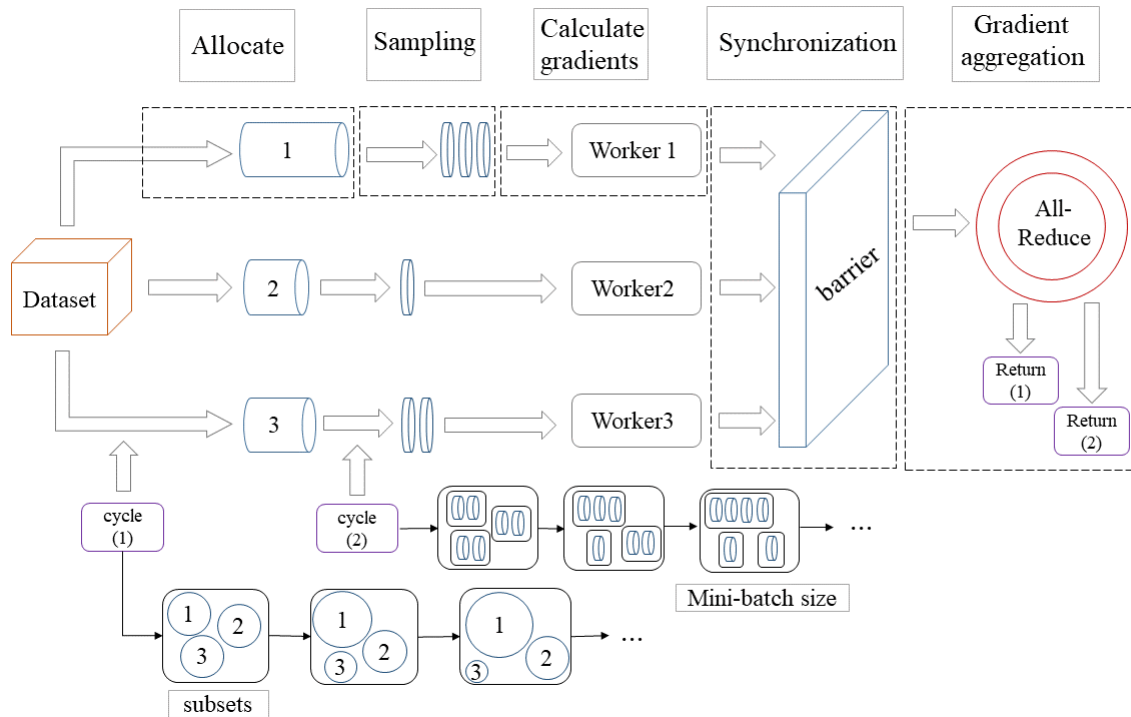 Allocate
Sampling
Calculate
gradients
Synchronization
Gradient
aggregation
1
Worker 1
All-
Reduce
barrier
Dataset
2
Worker2
3
Worker3
Return
(1)
Return
(2)
cycle
(1)
cycle
(2)
...
Mini-batch size
1
2
3
1
2
3
1
2
3
...
subsets